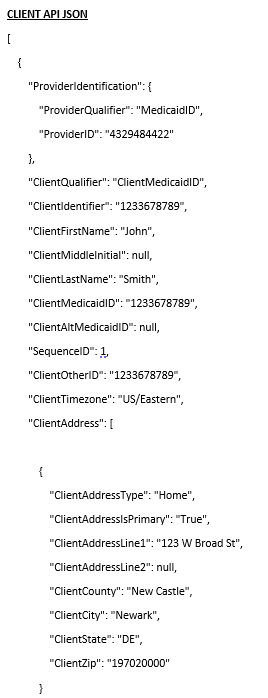 CLIENT API JSON
[
{
"ProviderIdentification": {
"ProviderQualifier": "MedicaidID",
"ProviderID": "4329484422"
},
"ClientQualifier": "ClientMedicaidID",
"ClientIdentifier": "1233678789",
"ClientFirstName": "John",
"ClientMiddleInitial": null,
"ClientLastName": "Smith",
"ClientMedicaidID": "1233678789",
"ClientAltMedicaidID": null,
"SequenceID": 1,
"ClientOtherID": "1233678789",
"ClientTimezone": "US/Eastern",
"ClientAddress": [
{
"ClientAddressType": "Home",
"ClientAddressIsPrimary": "True",
"ClientAddressLine1": "123 W Broad St",
"ClientAddressLine2": null,
"ClientCounty": "New Castle",
"ClientCity": "Newark",
"ClientState": "DE",
"ClientZip": "197020000"
}